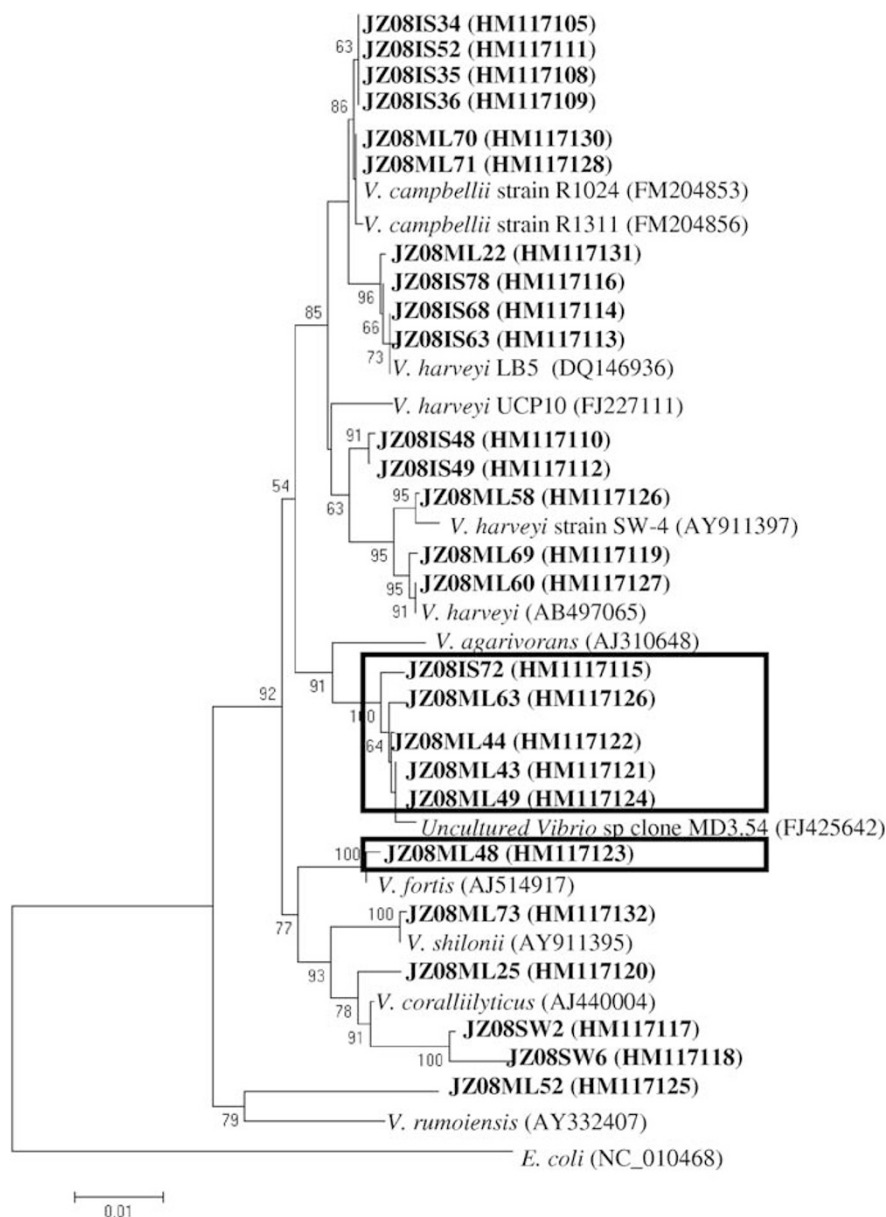 JZ08IS34 (HM117105)
63
JZ08IS52 (HM117111)
JZ08IS35 (HM117108)
JZ08IS36 (HM117109)
86
JZ08ML70 (HM117130)
JZ08ML71 (HM117128)
V. campbellii strain R1024 (FM204853)
V. campbellii strain R1311 (FM204856)
JZ08ML22 (HM117131)
JZ08IS78 (HM117116)
96
JZ08IS68 (HM117114)
85
66
JZ08IS63 (HM117113)
73
V. harveyi LB5 (DQ146936)
V. harveyi UCP10 (FJ227111)
91
JZ08IS48 (HM117110)
JZ08IS49 (HM117112)
54
95
JZ08ML58 (HM117126)
63
V. harveyi strain SW-4 (AY911397)
95
JZ08ML69 (HM117119)
95
JZ08ML60 (HM117127)
91
V. harveyi (AB497065)
V. agarivorans (AJ310648)
JZ08IS72 (HM1117115)
91
92
JZ08ML63 (HM117126)
100
JZ08ML44 (HM117122)
64
JZ08ML43 (HM117121)
JZ08ML49 (HM117124)
Uncultured Vibrio sp clone MD3.54 (FJ425642)
100
JZ08ML48 (HM117123)
V. fortis (AJ514917)
100
JZ08ML73 (HM117132)
77
V. shilonii (AY911395)
93
JZ08ML25 (HM117120)
V. coralliilyticus (AJ440004)
78
JZ08SW2 (HM117117)
91
100
JZ08SW6 (HM117118)
JZ08ML52 (HM117125)
79
V. rumoiensis (AY332407)
E. coli (NC_010468)
0.01